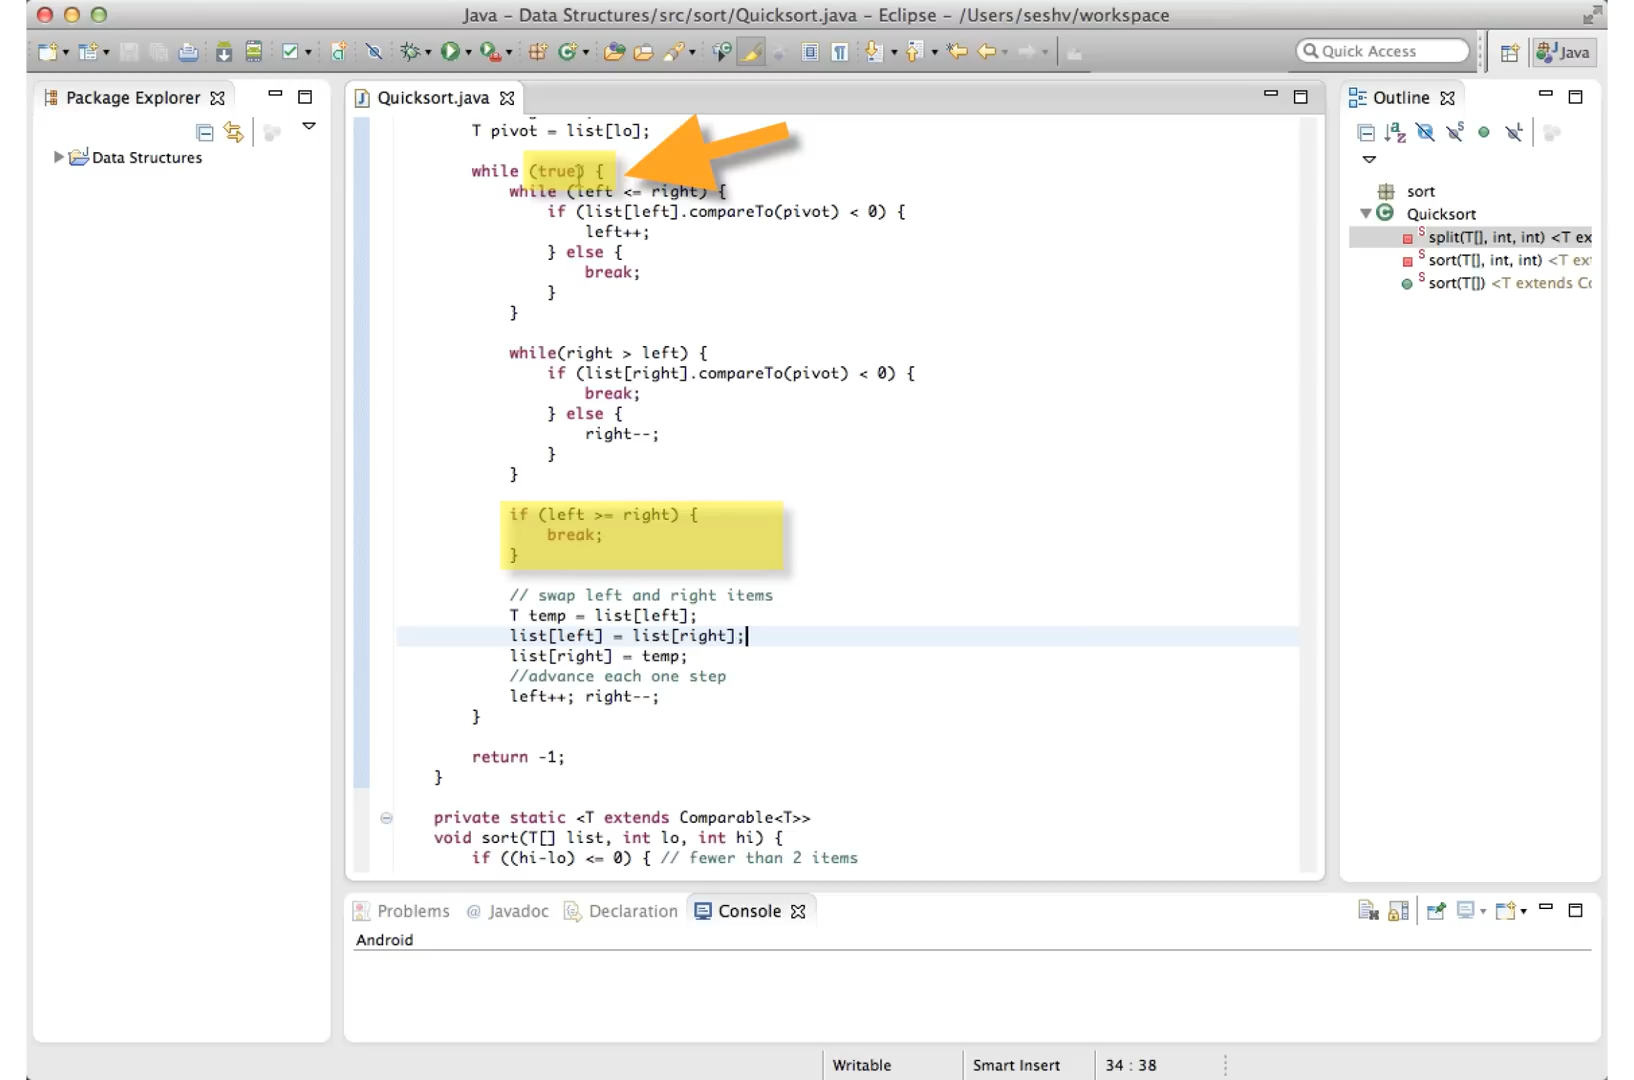 Java - Data Structures/src/sort/Quicksort.java - Eclipse - /Users/seshv/workspace
Quick Access
Java
Package Explorer
Data Structures
Quicksort.java
T pivot = list[lo];
while (true) {
while (left <= right) {
if (list[left].compareTo(pivot) < 0) {
left++;
} else {
break;
}
}
while(right > left) {
if (list[right].compareTo(pivot) < 0) {
break;
} else {
right--;
}
}
if (left >= right) {
break;
}
// swap left and right items
T temp = list[left];
list[left] = list[right];
list[right] = temp;
//advance each one step
left++; right--;
}
return -1;
}
private static <T extends Comparable<T>>
void sort(T[] list, int lo, int hi) {
if ((hi-lo) <= 0) { // fewer than 2 items
Outline
sort
Quicksort
split(T[], int, int) <T ex
sort(T[], int, int) <T ex
sort(T[]) <T extends Co
Problems
@ Javadoc
Declaration
Console
Android
Writable
Smart Insert
34 : 38